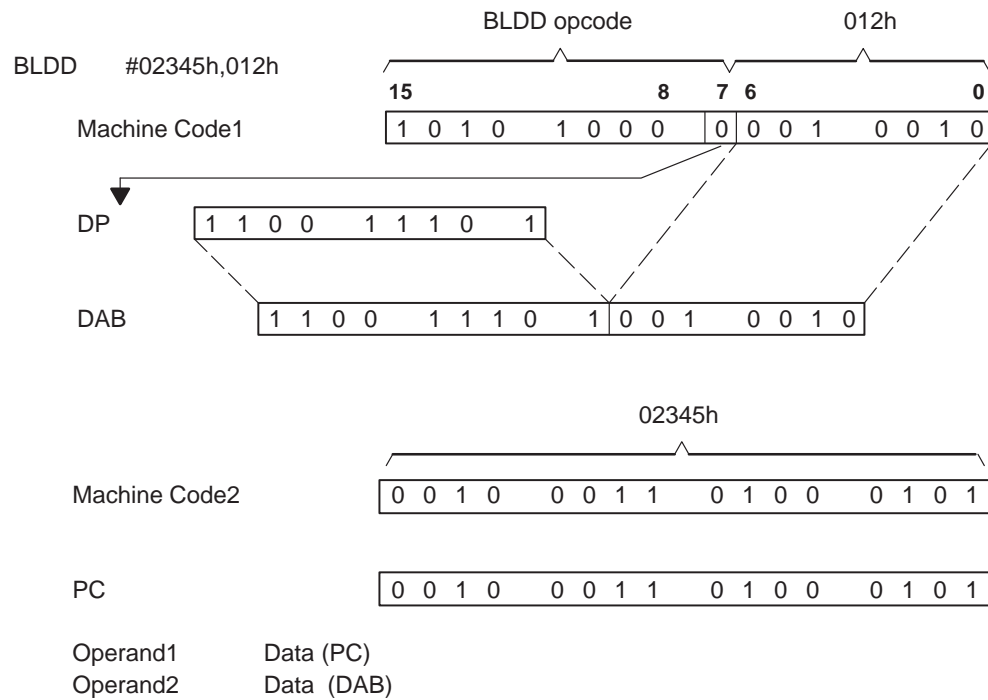 BLDD opcode 012h
BLDD #02345h,012h
15 8 7 6 0
Machine Code1 1 0 1 0 1 0 0 0 0 0 0 1 0 0 1 0
DP 1 1 0 0 1 1 1 0 1
DAB 1 1 0 0 1 1 1 0 1 0 0 1 0 0 1 0
02345h
Machine Code2 0 0 1 0 0 0 1 1 0 1 0 0 0 1 0 1
PC 0 0 1 0 0 0 1 1 0 1 0 0 0 1 0 1
Operand1 Data (PC)
Operand2 Data (DAB)